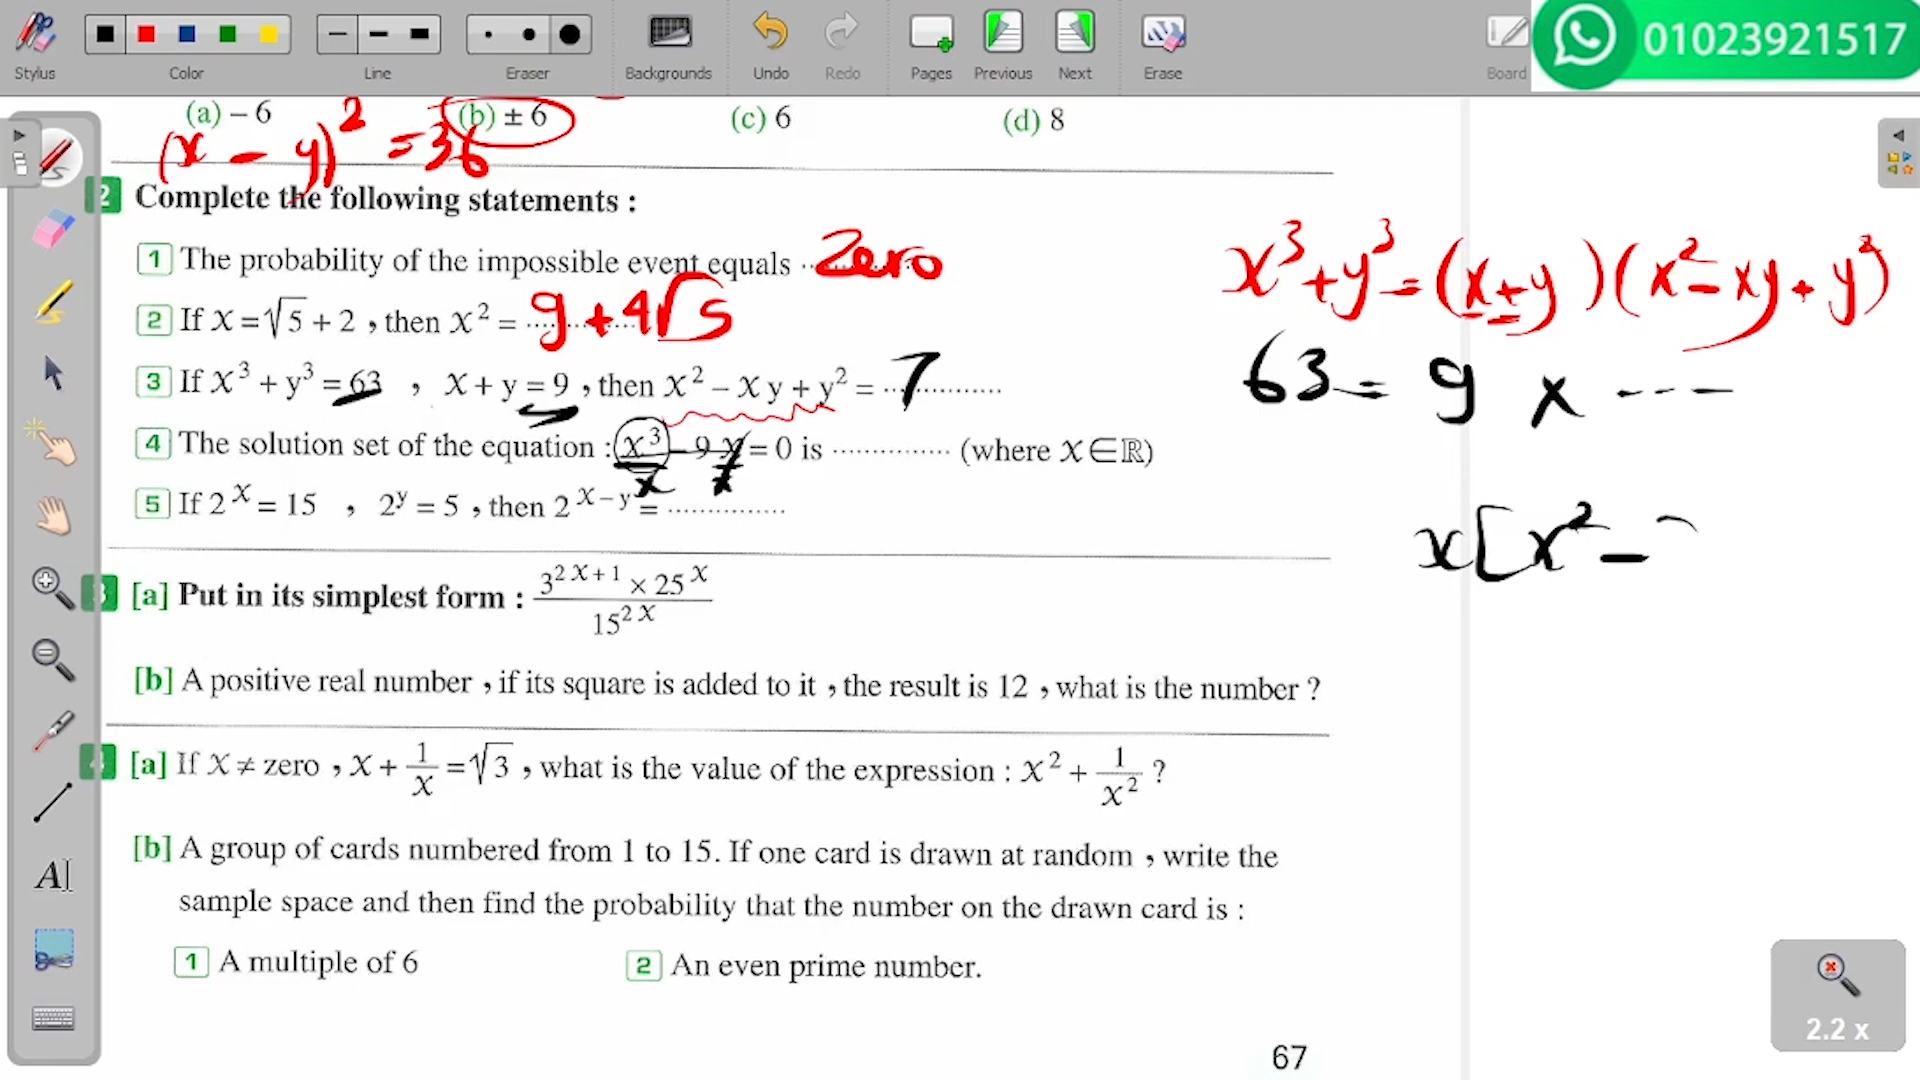 Stylus Color Line Eraser Backgrounds Undo Redo Pages Previous Next Erase Board
01023921517
(a) – 6 (b) ± 6 (c) 6 (d) 8
(x - y)² = 36
2 Complete the following statements :
1 The probability of the impossible event equals ........ Zero
2 If X = √5 + 2 , then X² = ........ 9 + 4√5
3 If X³ + y³ = 63 , X + y = 9 , then X² – X y + y² = ........ 7
4 The solution set of the equation : X³ – 9 X = 0 is ............... (where X ∈ ℝ)
x x
5 If 2^X = 15 , 2^y = 5 , then 2^(X – y) = ...............
x³ + y³ = (x + y) (x² - xy + y²)
63 = 9 x ---
x[x² -
3 [a] Put in its simplest form : (3^(2X+1) × 25^X) / 15^(2X)
[b] A positive real number , if its square is added to it , the result is 12 , what is the number ?
4 [a] If X ≠ zero , X + 1/X = √3 , what is the value of the expression : X² + 1/X² ?
[b] A group of cards numbered from 1 to 15. If one card is drawn at random , write the
sample space and then find the probability that the number on the drawn card is :
1 A multiple of 6 2 An even prime number.
67
2.2 x